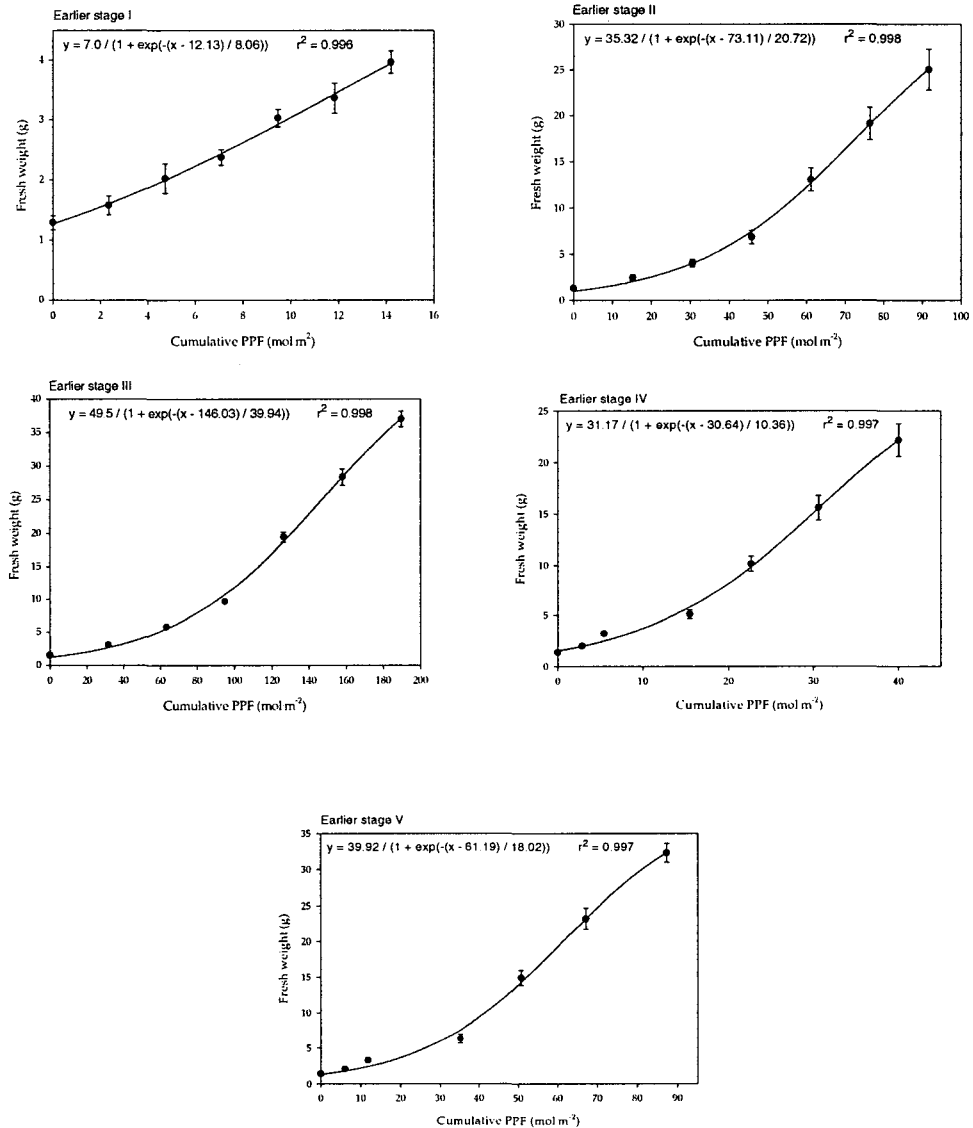 Earlier stage I
y = 7.0 / (1 + exp(-(x - 12.13) / 8.06)) r2 = 0.996
4
3
2
1
0
Fresh weight (g)
0 2 4 6 8 10 12 14 16
Cumulative PPF (mol m2)
Earlier stage II
y = 35.32 / (1 + exp(-(x - 73.11) / 20.72)) r2 = 0.998
30
25
20
15
10
5
0
Fresh weight (g)
0 10 20 30 40 50 60 70 80 90 100
Cumulative PPF (mol m-2)
Earlier stage III
y = 49.5 / (1 + exp(-(x - 146.03) / 39.94)) r2 = 0.998
40
35
30
25
20
15
10
5
0
Fresh weight (g)
0 20 40 60 80 100 120 140 160 180 200
Cumulative PPF (mol m-2)
Earlier stage IV
y = 31.17 / (1 + exp(-(x - 30.64) / 10.36)) r2 = 0.997
25
20
15
10
5
0
Fresh weight (g)
0 10 20 30 40
Cumulative PPF (mol m-2)
Earlier stage V
y = 39.92 / (1 + exp(-(x - 61.19) / 18.02)) r2 = 0.997
35
30
25
20
15
10
5
0
Fresh weight (g)
0 10 20 30 40 50 60 70 80 90
Cumulative PPF (mol m-2)